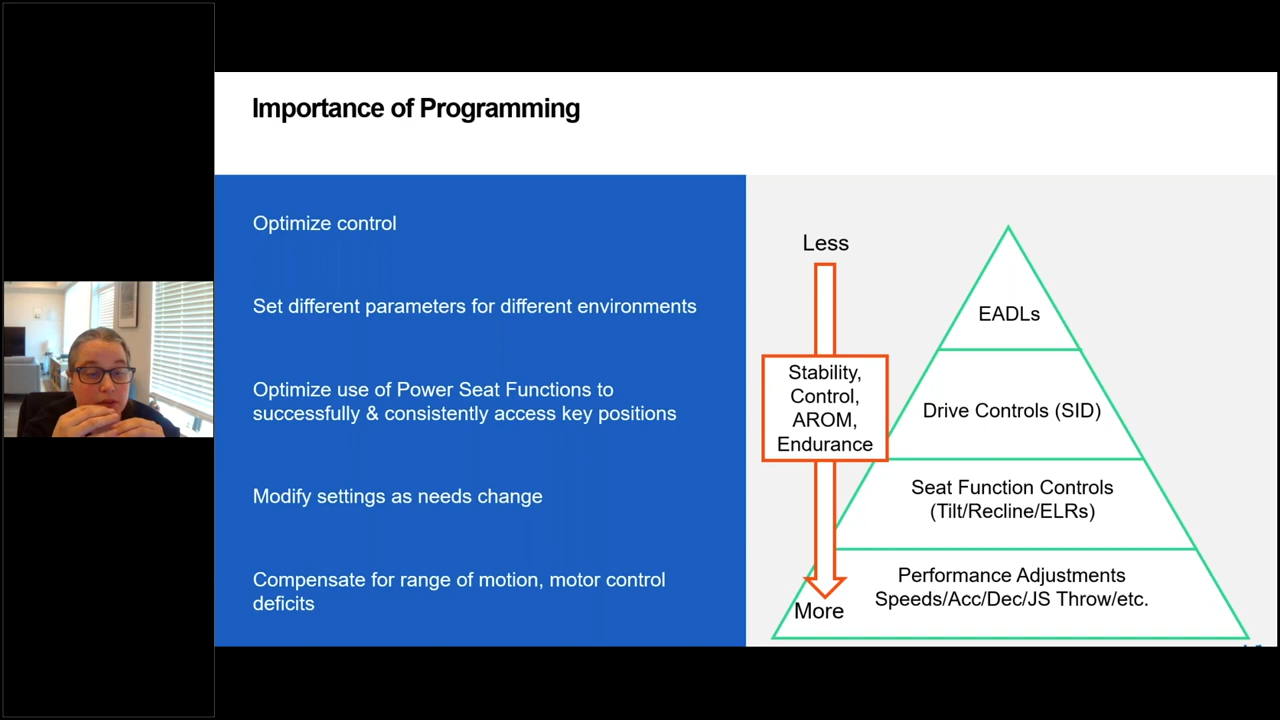 Importance of Programming
Optimize control
Set different parameters for different environments
Optimize use of Power Seat Functions to
successfully & consistently access key positions
Modify settings as needs change
Compensate for range of motion, motor control
deficits
Less
Stability,
Control,
AROM,
Endurance
More
EADLs
Drive Controls (SID)
Seat Function Controls
(Tilt/Recline/ELRs)
Performance Adjustments
Speeds/Acc/Dec/JS Throw/etc.